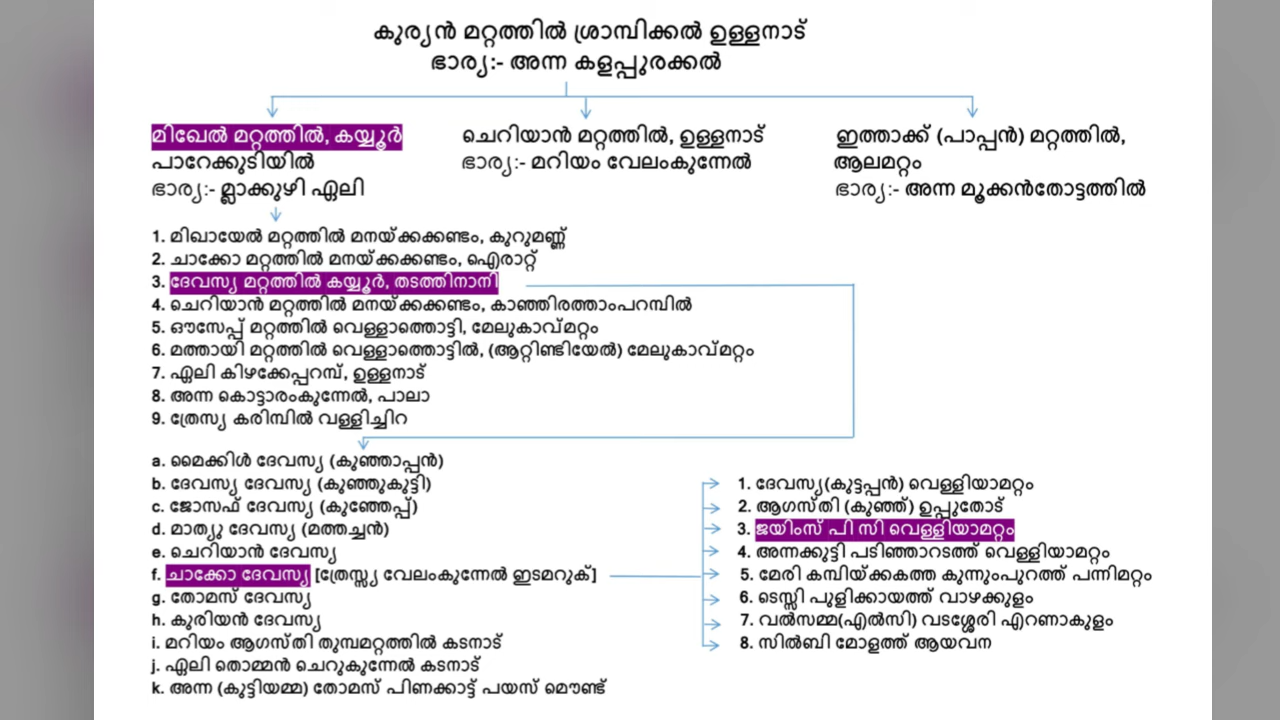 കുര്യൻ മറ്റത്തിൽ ശ്രാമ്പിക്കൽ ഉള്ളനാട്
ഭാര്യ:- അന്ന കളപ്പുരക്കൽ
മിഖേൽ മറ്റത്തിൽ, കയ്യൂർ
പാറേക്കുടിയിൽ
ഭാര്യ:- മ്ലാക്കുഴി ഏലി
ചെറിയാൻ മറ്റത്തിൽ, ഉള്ളനാട്
ഭാര്യ:- മറിയം വേലംകുന്നേൽ
ഇത്താക്ക് (പാപ്പൻ) മറ്റത്തിൽ,
ആലമറ്റം
ഭാര്യ:- അന്ന മൂക്കൻതോട്ടത്തിൽ
1. മിഖായേൽ മറ്റത്തിൽ മനയ്ക്കക്കണ്ടം, കുറുമണ്ണ്
2. ചാക്കോ മറ്റത്തിൽ മനയ്ക്കക്കണ്ടം, ഐരാറ്റ്
3. ദേവസ്യ മറ്റത്തിൽ കയ്യൂർ, തടത്തിനാനി
4. ചെറിയാൻ മറ്റത്തിൽ മനയ്ക്കക്കണ്ടം, കാഞ്ഞിരത്താംപറമ്പിൽ
5. ഔസേപ്പ് മറ്റത്തിൽ വെള്ളാത്തൊട്ടി, മേലുകാവ്മറ്റം
6. മത്തായി മറ്റത്തിൽ വെള്ളാത്തൊട്ടിൽ, (ആറ്റിണ്ടിയേൽ) മേലുകാവ്മറ്റം
7. ഏലി കിഴക്കേപ്പറമ്പ്, ഉള്ളനാട്
8. അന്ന കൊട്ടാരംകുന്നേൽ, പാലാ
9. ത്രേസ്യ കരിമ്പിൽ വള്ളിച്ചിറ
a. മൈക്കിൾ ദേവസ്യ (കുഞ്ഞാപ്പൻ)
b. ദേവസ്യ ദേവസ്യ (കുഞ്ഞുകുട്ടി)
c. ജോസഫ് ദേവസ്യ (കുഞ്ഞേപ്പ്)
d. മാത്യു ദേവസ്യ (മത്തച്ചൻ)
e. ചെറിയാൻ ദേവസ്യ
f. ചാക്കോ ദേവസ്യ [ത്രേസ്സ്യ വേലംകുന്നേൽ ഇടമറുക്]
g. തോമസ് ദേവസ്യ
h. കുരിയൻ ദേവസ്യ
i. മറിയം ആഗസ്തി തുമ്പമറ്റത്തിൽ കടനാട്
j. ഏലി തൊമ്മൻ ചെറുകുന്നേൽ കടനാട്
k. അന്ന (കുട്ടിയമ്മ) തോമസ് പിണക്കാട്ട് പയസ് മൌണ്ട്
1. ദേവസ്യ(കുട്ടപ്പൻ) വെള്ളിയാമറ്റം
2. ആഗസ്തി (കുഞ്ഞ്) ഉപ്പുതോട്
3. ജയിംസ് പി സി വെള്ളിയാമറ്റം
4. അന്നക്കുട്ടി പടിഞ്ഞാറടത്ത് വെള്ളിയാമറ്റം
5. മേരി കമ്പിയ്ക്കകത്ത കുന്നുംപുറത്ത് പന്നിമറ്റം
6. ടെസ്സി പുളിക്കായത്ത് വാഴക്കുളം
7. വൽസമ്മ(എൽസി) വടശ്ശേരി എറണാകുളം
8. സിൽബി മോളത്ത് ആയവന